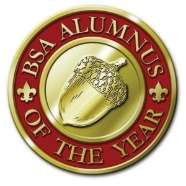 BSA ALUMNUS
OF THE YEAR